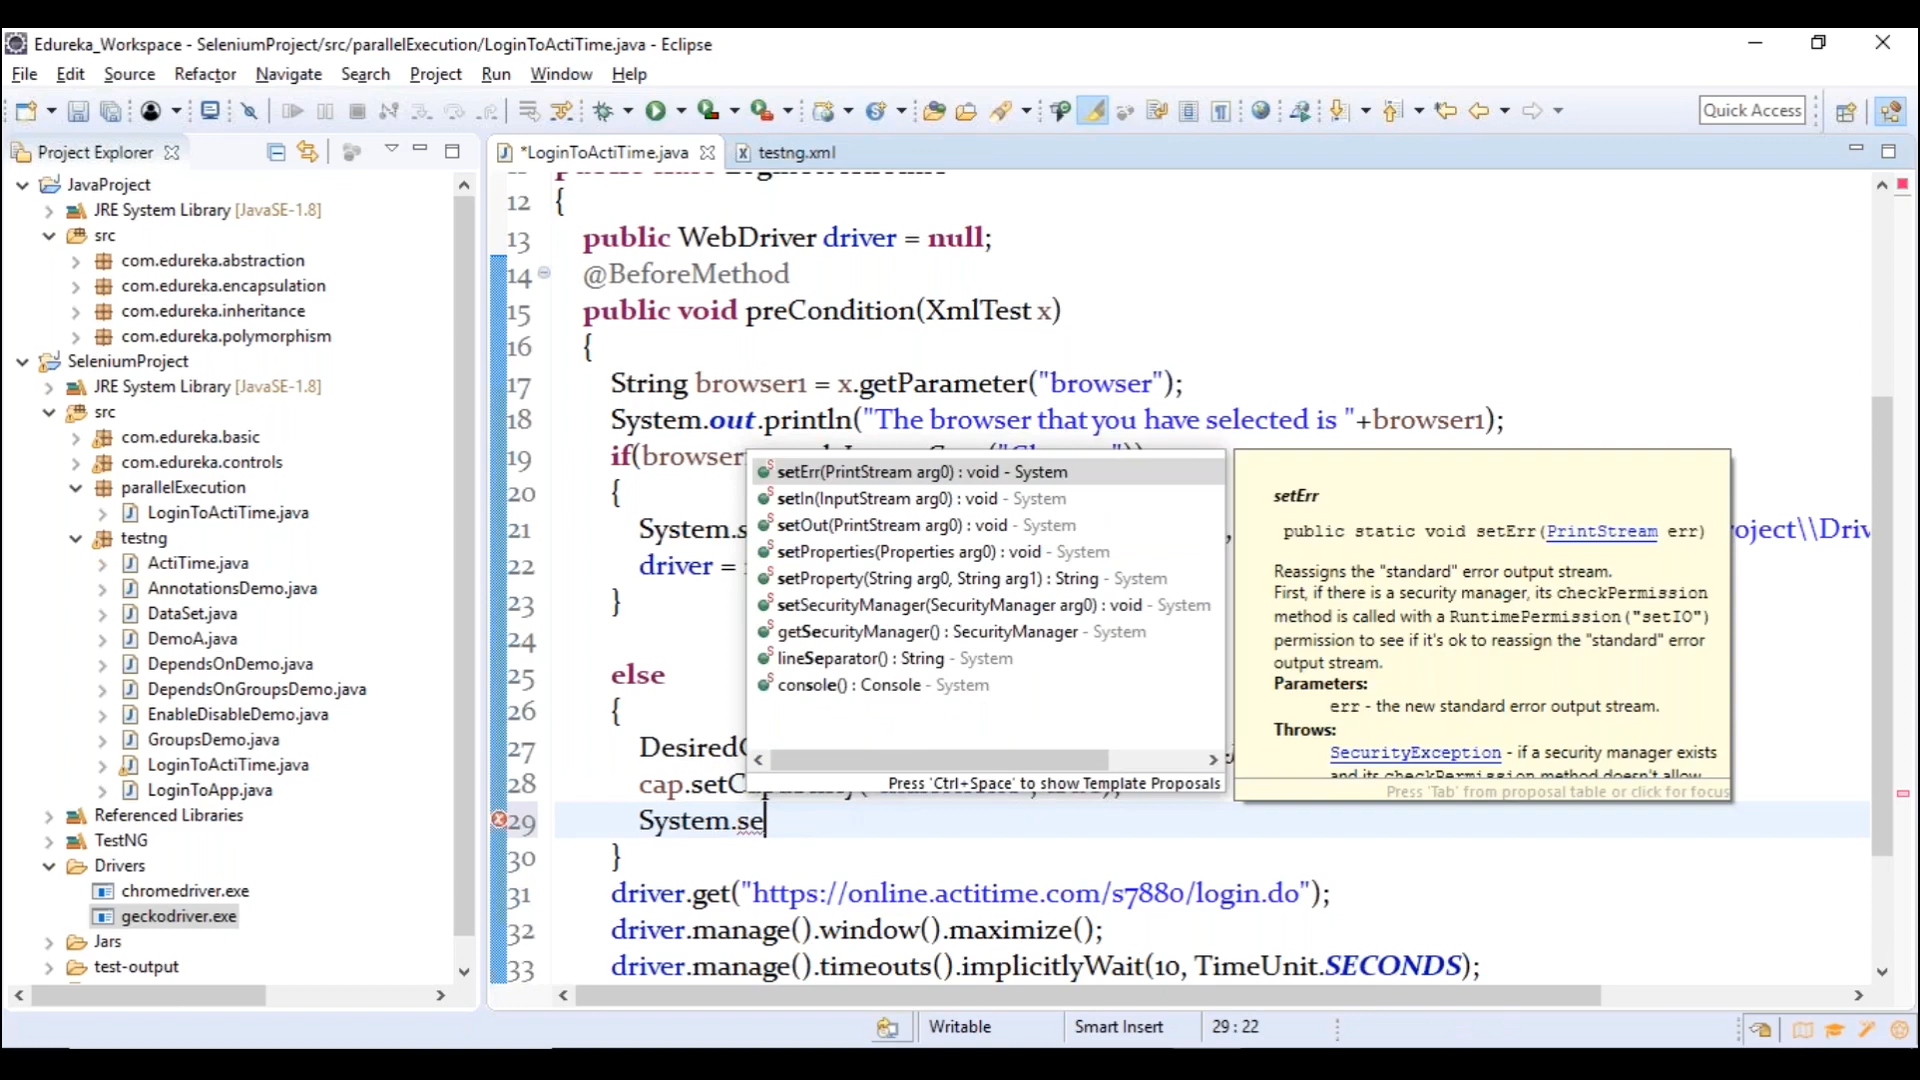 Edureka_Workspace - SeleniumProject/src/parallelExecution/LoginToActiTime.java - Eclipse
File Edit Source Refactor Navigate Search Project Run Window Help
Quick Access
Project Explorer
*LoginToActiTime.java
testng.xml
JavaProject
JRE System Library [JavaSE-1.8]
src
com.edureka.abstraction
com.edureka.encapsulation
com.edureka.inheritance
com.edureka.polymorphism
SeleniumProject
JRE System Library [JavaSE-1.8]
src
com.edureka.basic
com.edureka.controls
parallelExecution
LoginToActiTime.java
testng
ActiTime.java
AnnotationsDemo.java
DataSet.java
DemoA.java
DependsOnDemo.java
DependsOnGroupsDemo.java
EnableDisableDemo.java
GroupsDemo.java
LoginToActiTime.java
LoginToApp.java
Referenced Libraries
TestNG
Drivers
chromedriver.exe
geckodriver.exe
Jars
test-output
12 {
13 public WebDriver driver = null;
14 @BeforeMethod
15 public void preCondition(XmlTest x)
16 {
17 String browser1 = x.getParameter("browser");
18 System.out.println("The browser that you have selected is "+browser1);
19 if(browser
20 {
21 System.s oject\\Driv
22 driver =
23 }
24
25 else
26 {
27 Desired
28 cap.setCapability(
29 System.se
30 }
31 driver.get("https://online.actitime.com/s7880/login.do");
32 driver.manage().window().maximize();
33 driver.manage().timeouts().implicitlyWait(10, TimeUnit.SECONDS);
setErr(PrintStream arg0) : void - System
setIn(InputStream arg0) : void - System
setOut(PrintStream arg0) : void - System
setProperties(Properties arg0) : void - System
setProperty(String arg0, String arg1) : String - System
setSecurityManager(SecurityManager arg0) : void - System
getSecurityManager() : SecurityManager - System
lineSeparator() : String - System
console() : Console - System
Press 'Ctrl+Space' to show Template Proposals
setErr
public static void setErr(PrintStream err)
Reassigns the "standard" error output stream.
First, if there is a security manager, its checkPermission
method is called with a RuntimePermission("setIO")
permission to see if it's ok to reassign the "standard" error
output stream.
Parameters:
err - the new standard error output stream.
Throws:
SecurityException - if a security manager exists
and its checkPermission method doesn't allow
Press 'Tab' from proposal table or click for focus
Writable
Smart Insert
29 : 22